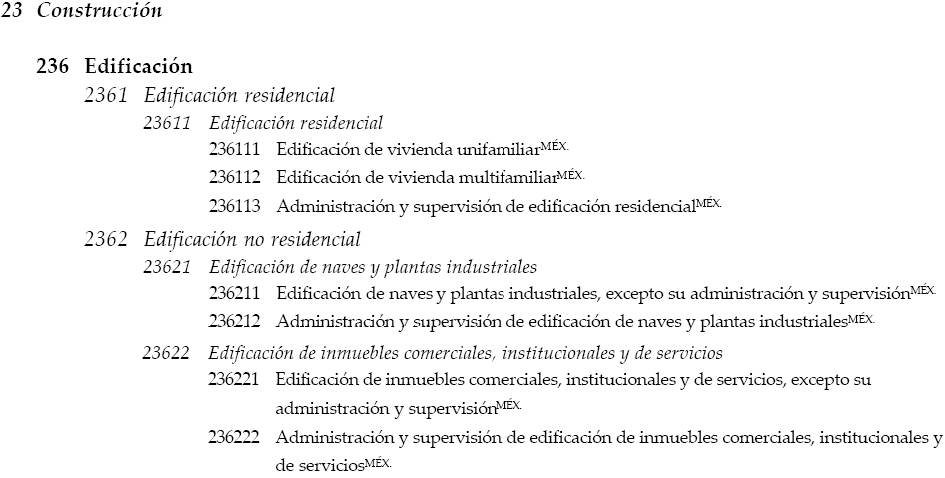 23 Construcción
236 Edificación
2361 Edificación residencial
23611 Edificación residencial
236111 Edificación de vivienda unifamiliarMÉX.
236112 Edificación de vivienda multifamiliarMÉX.
236113 Administración y supervisión de edificación residencialMÉX.
2362 Edificación no residencial
23621 Edificación de naves y plantas industriales
236211 Edificación de naves y plantas industriales, excepto su administración y supervisiónMÉX.
236212 Administración y supervisión de edificación de naves y plantas industrialesMÉX.
23622 Edificación de inmuebles comerciales, institucionales y de servicios
236221 Edificación de inmuebles comerciales, institucionales y de servicios, excepto su
administración y supervisiónMÉX.
236222 Administración y supervisión de edificación de inmuebles comerciales, institucionales y
de serviciosMÉX.